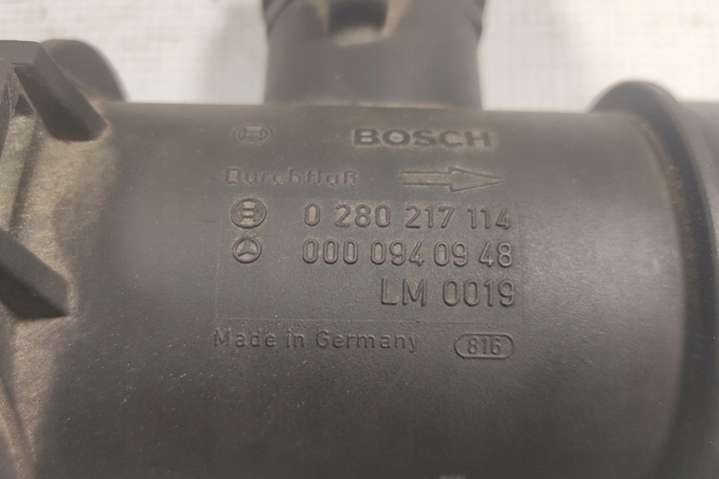 BOSCH
Durchfluß
0 280 217 114
000 094 09 48
LM 0019
Made in Germany 816